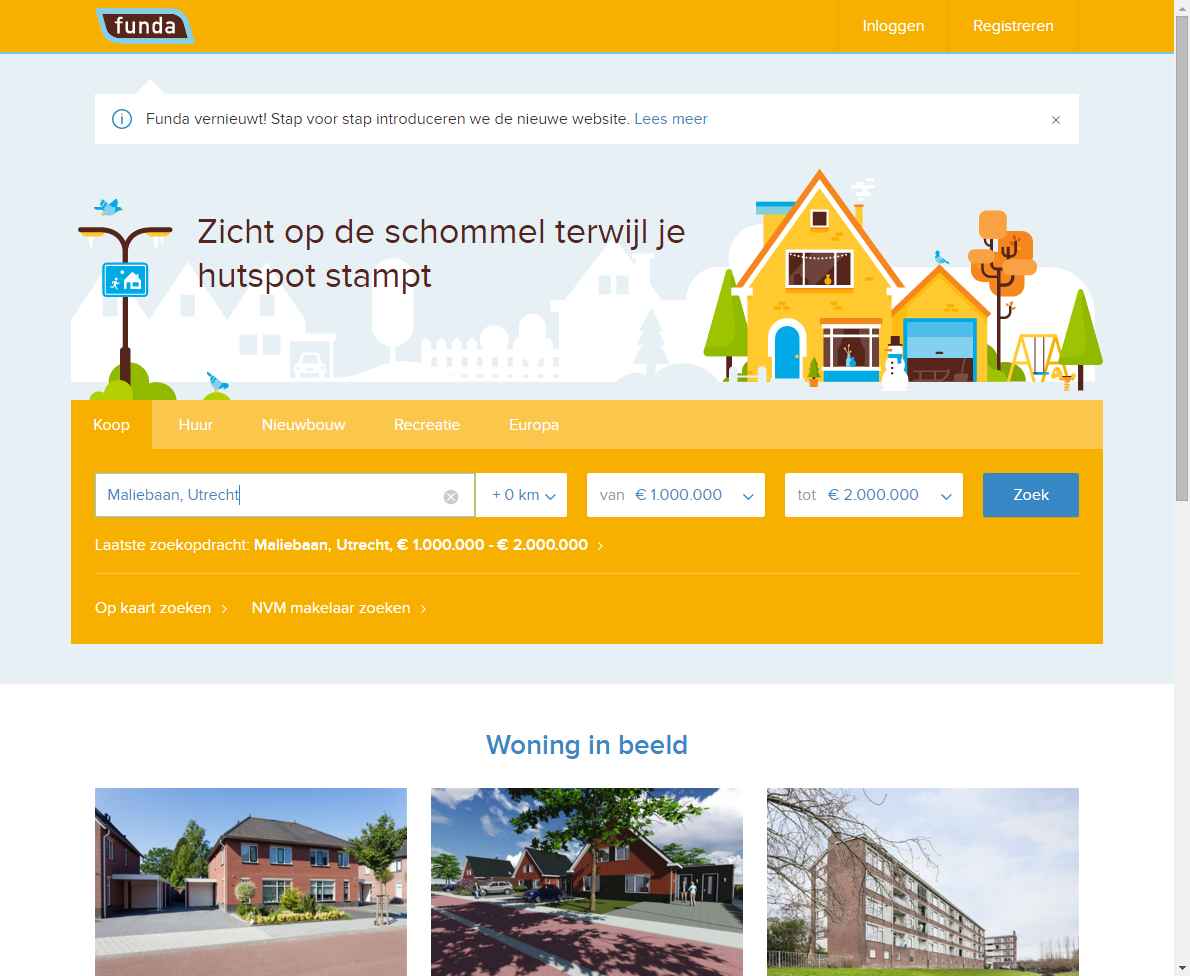 funda
Inloggen
Registreren
Funda vernieuwt! Stap voor stap introduceren we de nieuwe website. Lees meer
Zicht op de schommel terwijl je
hutspot stampt
Koop Huur Nieuwbouw Recreatie Europa
Maliebaan, Utrecht + 0 km van € 1.000.000 tot € 2.000.000 Zoek
Laatste zoekopdracht: Maliebaan, Utrecht, € 1.000.000 - € 2.000.000
Op kaart zoeken NVM makelaar zoeken
Woning in beeld